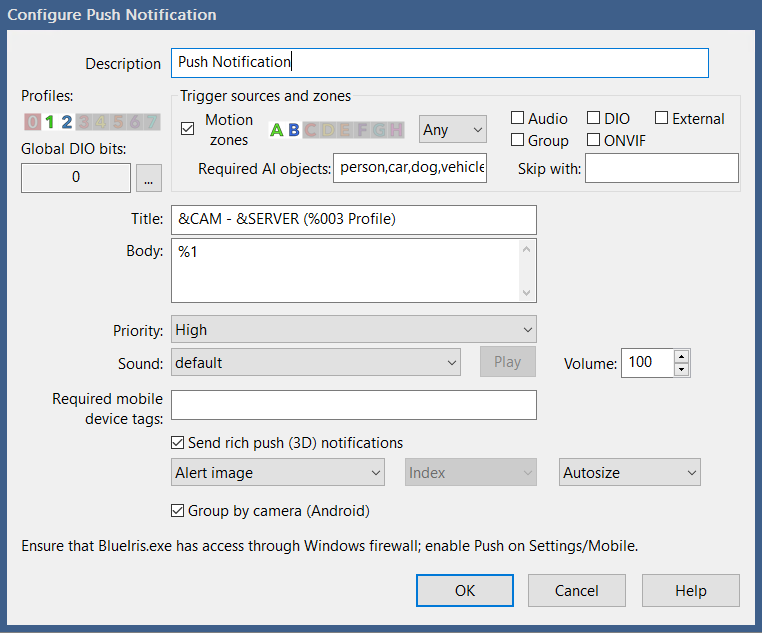 Configure Push Notification
Description Push Notification
Profiles: Trigger sources and zones
0 1 2 3 4 5 6 7
Motion zones A B C D E F G H Any
Audio DIO External
Group ONVIF
Global DIO bits:
0 ...
Required AI objects: person,car,dog,vehicle Skip with:
Title: &CAM - &SERVER (%003 Profile)
Body: %1
Priority: High
Sound: default Play Volume: 100
Required mobile
device tags:
Send rich push (3D) notifications
Alert image Index Autosize
Group by camera (Android)
Ensure that BlueIris.exe has access through Windows firewall; enable Push on Settings/Mobile.
OK Cancel Help